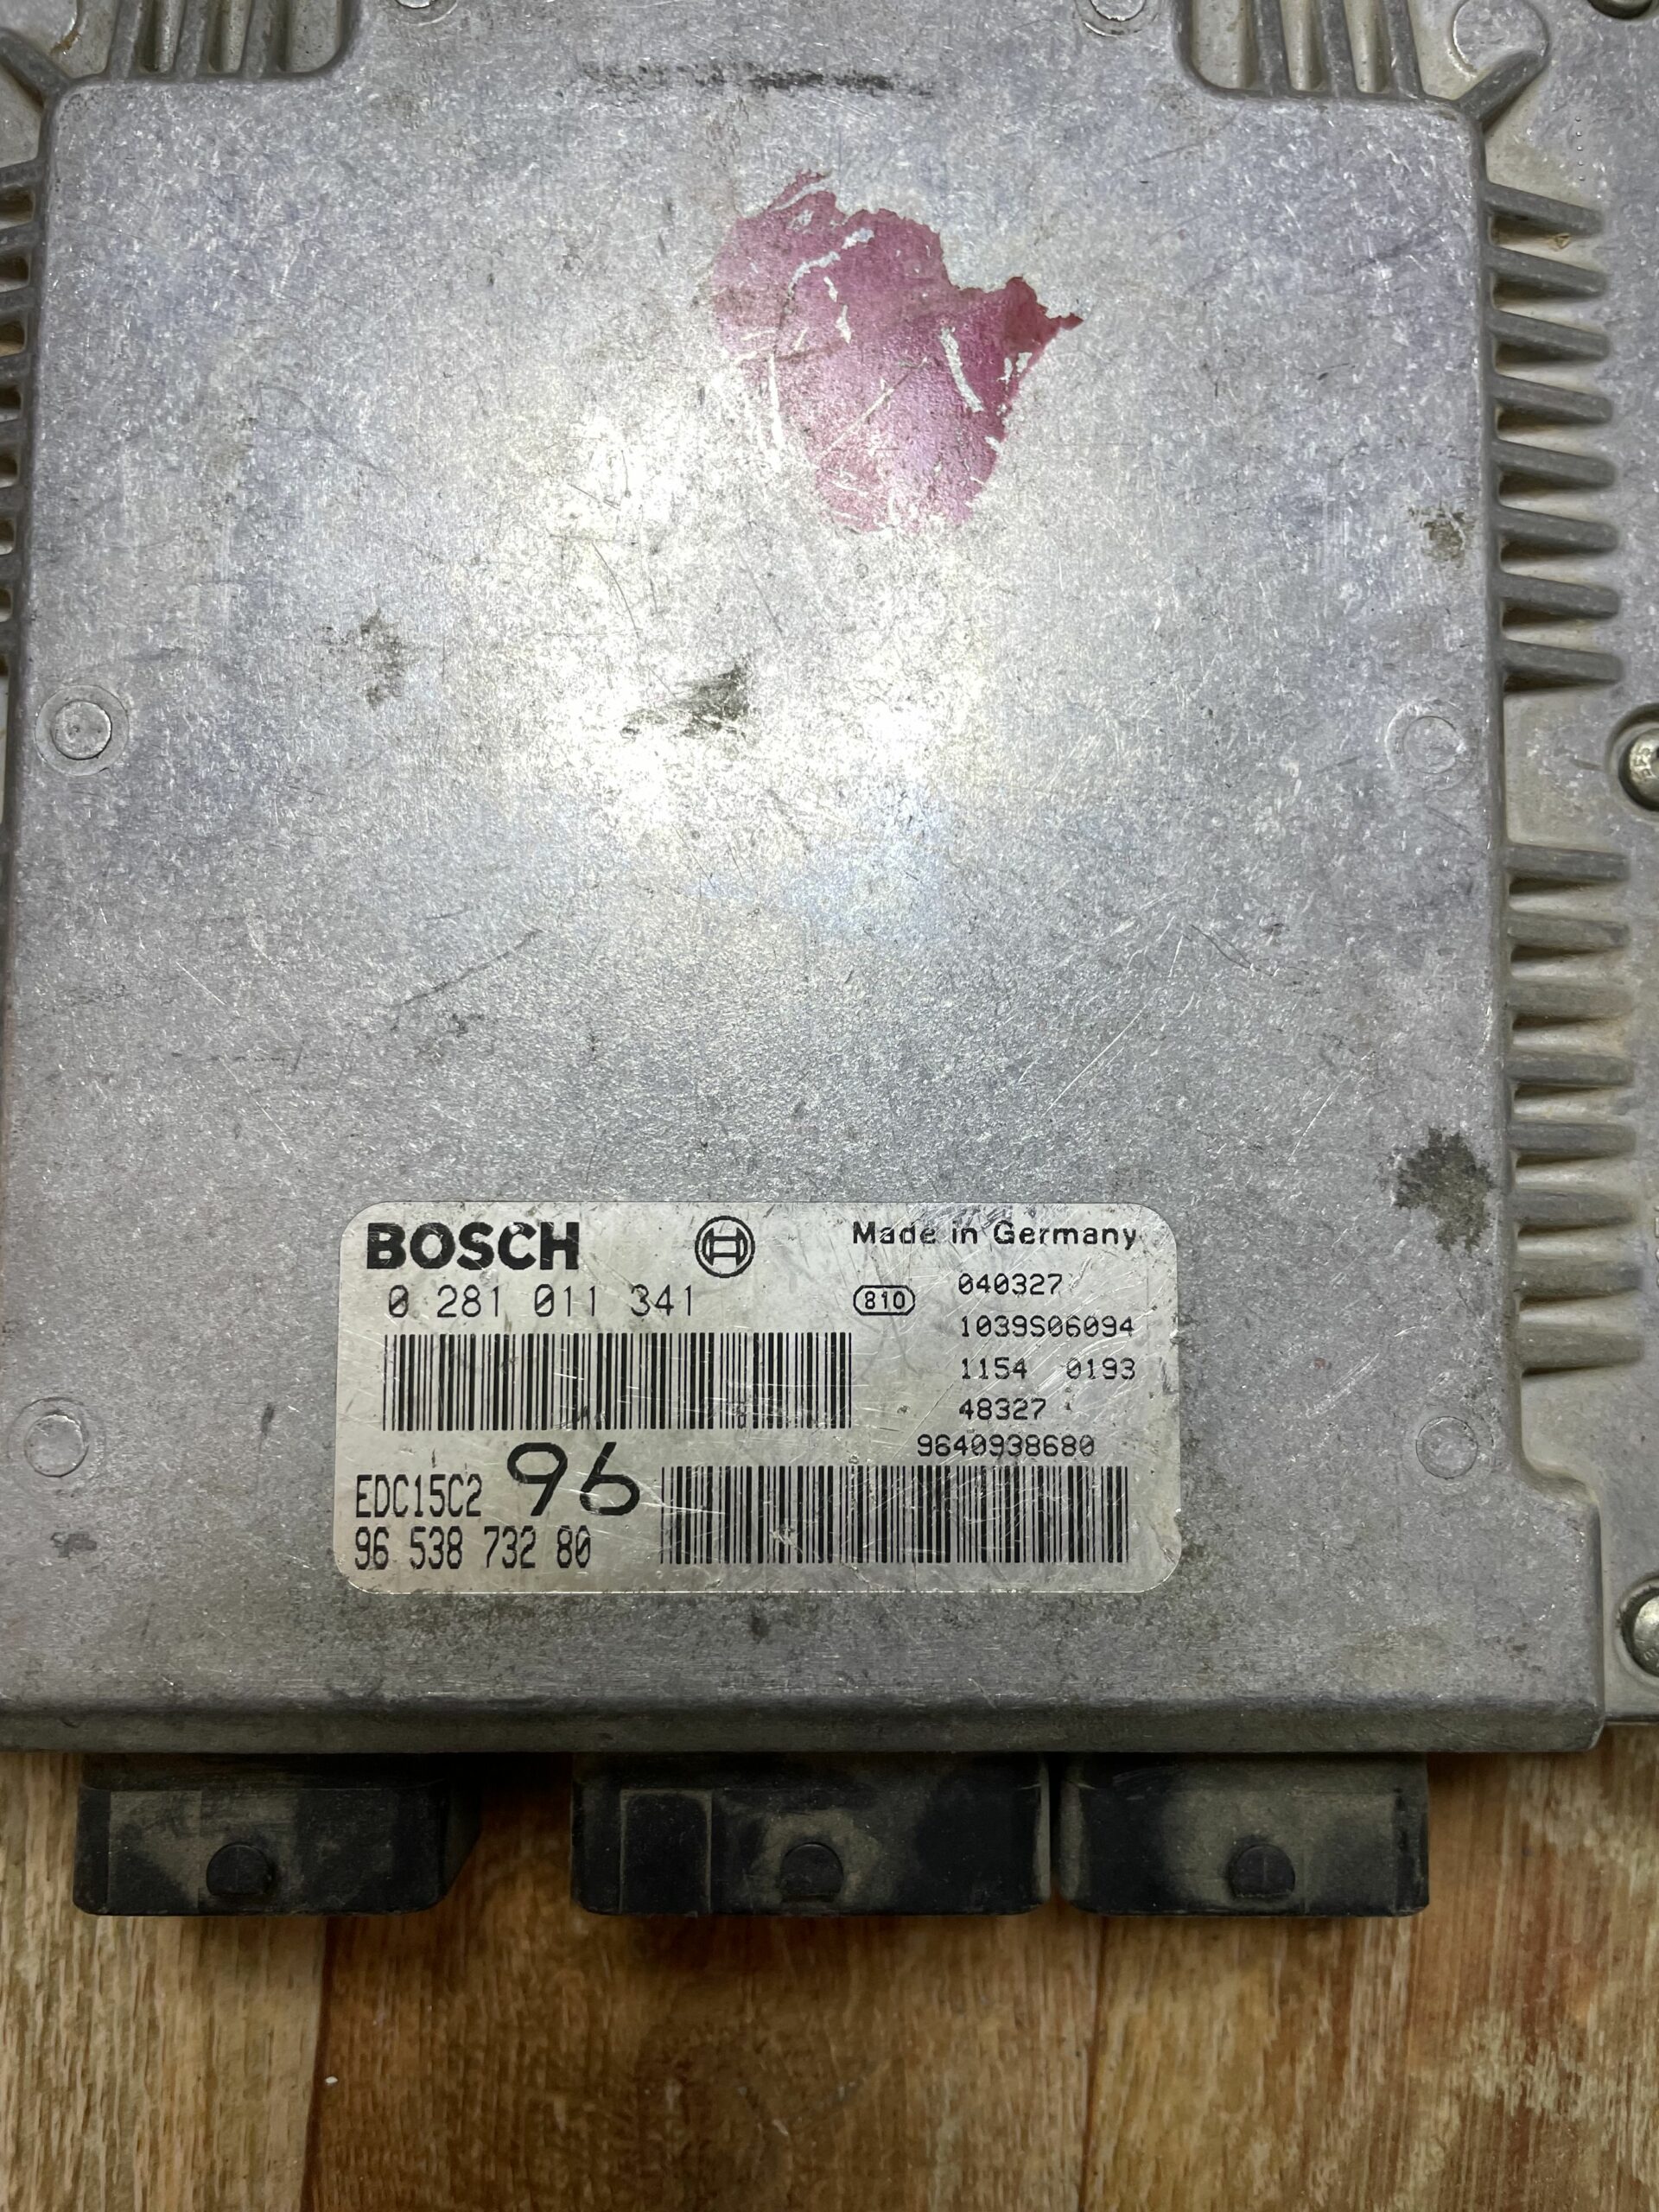 BOSCH
Made in Germany
0 281 011 341
810
040327
1039S06094
1154 0193
48327
9640938680
EDC15C2
96
96 538 732 80